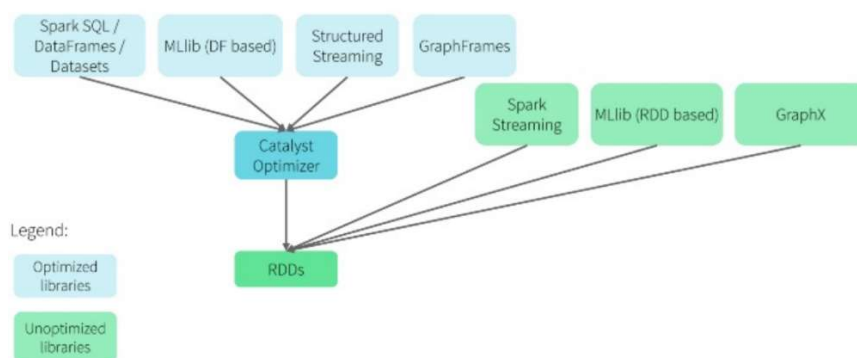 Spark SQL /
DataFrames /
Datasets
MLlib (DF based)
Structured
Streaming
GraphFrames
Spark
Streaming
MLlib (RDD based)
GraphX
Catalyst
Optimizer
RDDs
Legend:
Optimized
libraries
Unoptimized
libraries